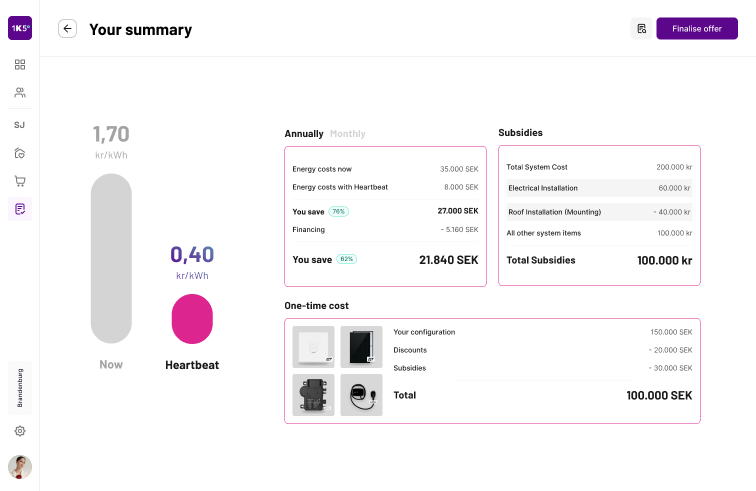 1K5°
Your summary
Finalise offer
SJ
Brandenburg
1,70
kr/kWh
Now
0,40
kr/kWh
Heartbeat
Annually Monthly
Energy costs now 35.000 SEK
Energy costs with Heartbeat 8.000 SEK
You save 76% 27.000 SEK
Financing - 5.160 SEK
You save 62% 21.840 SEK
Subsidies
Total System Cost 200.000 kr
Electrical Installation 60.000 kr
Roof Installation (Mounting) - 40.000 kr
All other system items 100.000 kr
Total Subsidies 100.000 kr
One-time cost
Your configuration 150.000 SEK
Discounts - 20.000 SEK
Subsidies - 30.000 SEK
Total 100.000 SEK